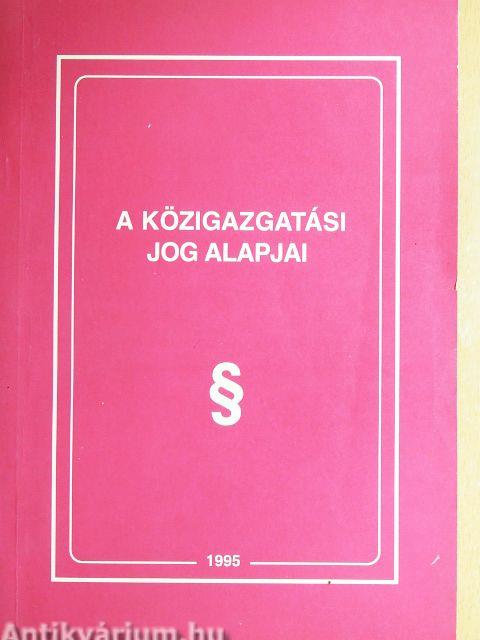 A KÖZIGAZGATÁSI
JOG ALAPJAI
§
1995
Antikvárium.hu